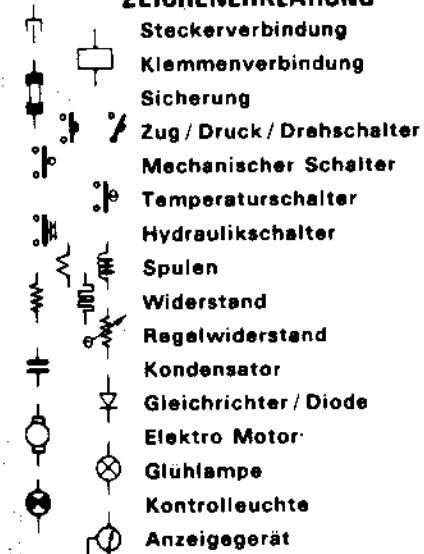 ZEICHENERKLÄRUNG
Steckerverbindung
Klemmenverbindung
Sicherung
Zug / Druck / Drehschalter
Mechanischer Schalter
Temperaturschalter
Hydraulikschalter
Spulen
Widerstand
Regelwiderstand
Kondensator
Gleichrichter / Diode
Elektro Motor
Glühlampe
Kontrolleuchte
Anzeigegerät